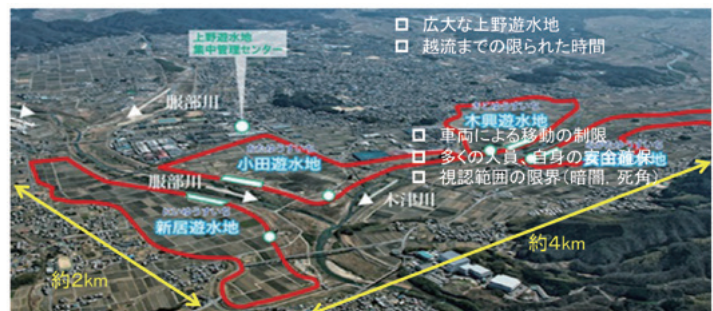 広大な上野遊水地
越流までの限られた時間
上野遊水地
集中管理センター
服部川
木興遊水地
車両による移動の制限
小田遊水地
多くの人員、自身の安全確保
視認範囲の限界(暗闇, 死角)
服部川
木津川
新居遊水地
約4km
約2km